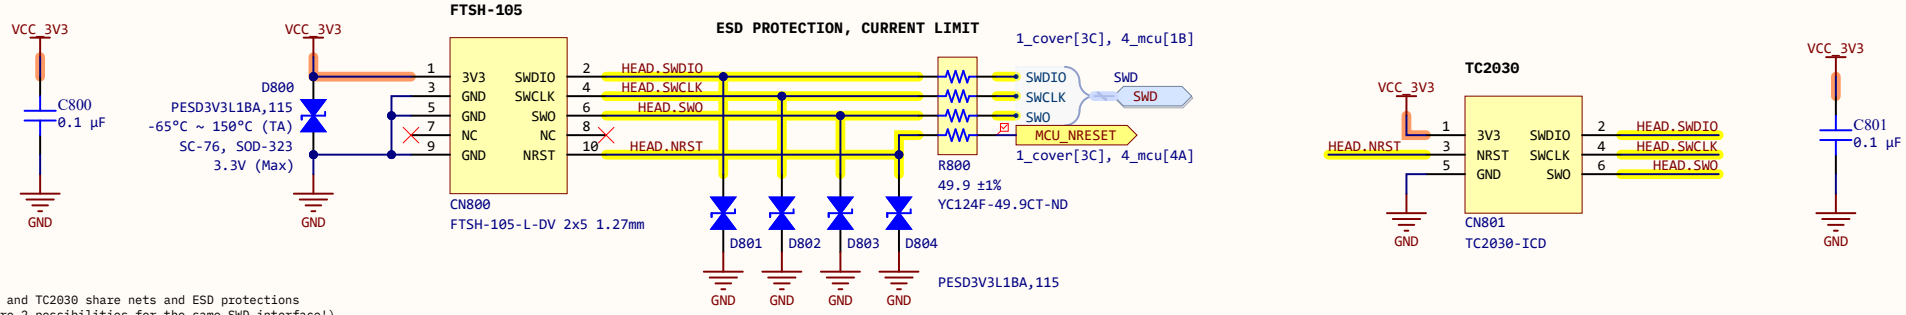 FTSH-105
ESD PROTECTION, CURRENT LIMIT
VCC_3V3
C800
0.1 µF
GND
VCC_3V3
D800
PESD3V3L1BA,115
-65°C ~ 150°C (TA)
SC-76, SOD-323
3.3V (Max)
GND
1 3V3 SWDIO 2
3 GND SWCLK 4
5 GND SWO 6
7 NC NC 8
9 GND NRST 10
CN800
FTSH-105-L-DV 2x5 1.27mm
HEAD.SWDIO
HEAD.SWCLK
HEAD.SWO
HEAD.NRST
D801
D802
D803
D804
GND
GND
GND
GND
PESD3V3L1BA,115
R800
49.9 ±1%
YC124F-49.9CT-ND
1_cover[3C], 4_mcu[1B]
SWDIO
SWCLK
SWO
SWD
SWD
MCU_NRESET
1_cover[3C], 4_mcu[4A]
TC2030
VCC_3V3
HEAD.NRST
1 3V3 SWDIO 2
3 NRST SWCLK 4
5 GND SWO 6
HEAD.SWDIO
HEAD.SWCLK
HEAD.SWO
GND
CN801
TC2030-ICD
VCC_3V3
C801
0.1 µF
GND
and TC2030 share nets and ESD protections
2 possibilities for the same SWD interface!)